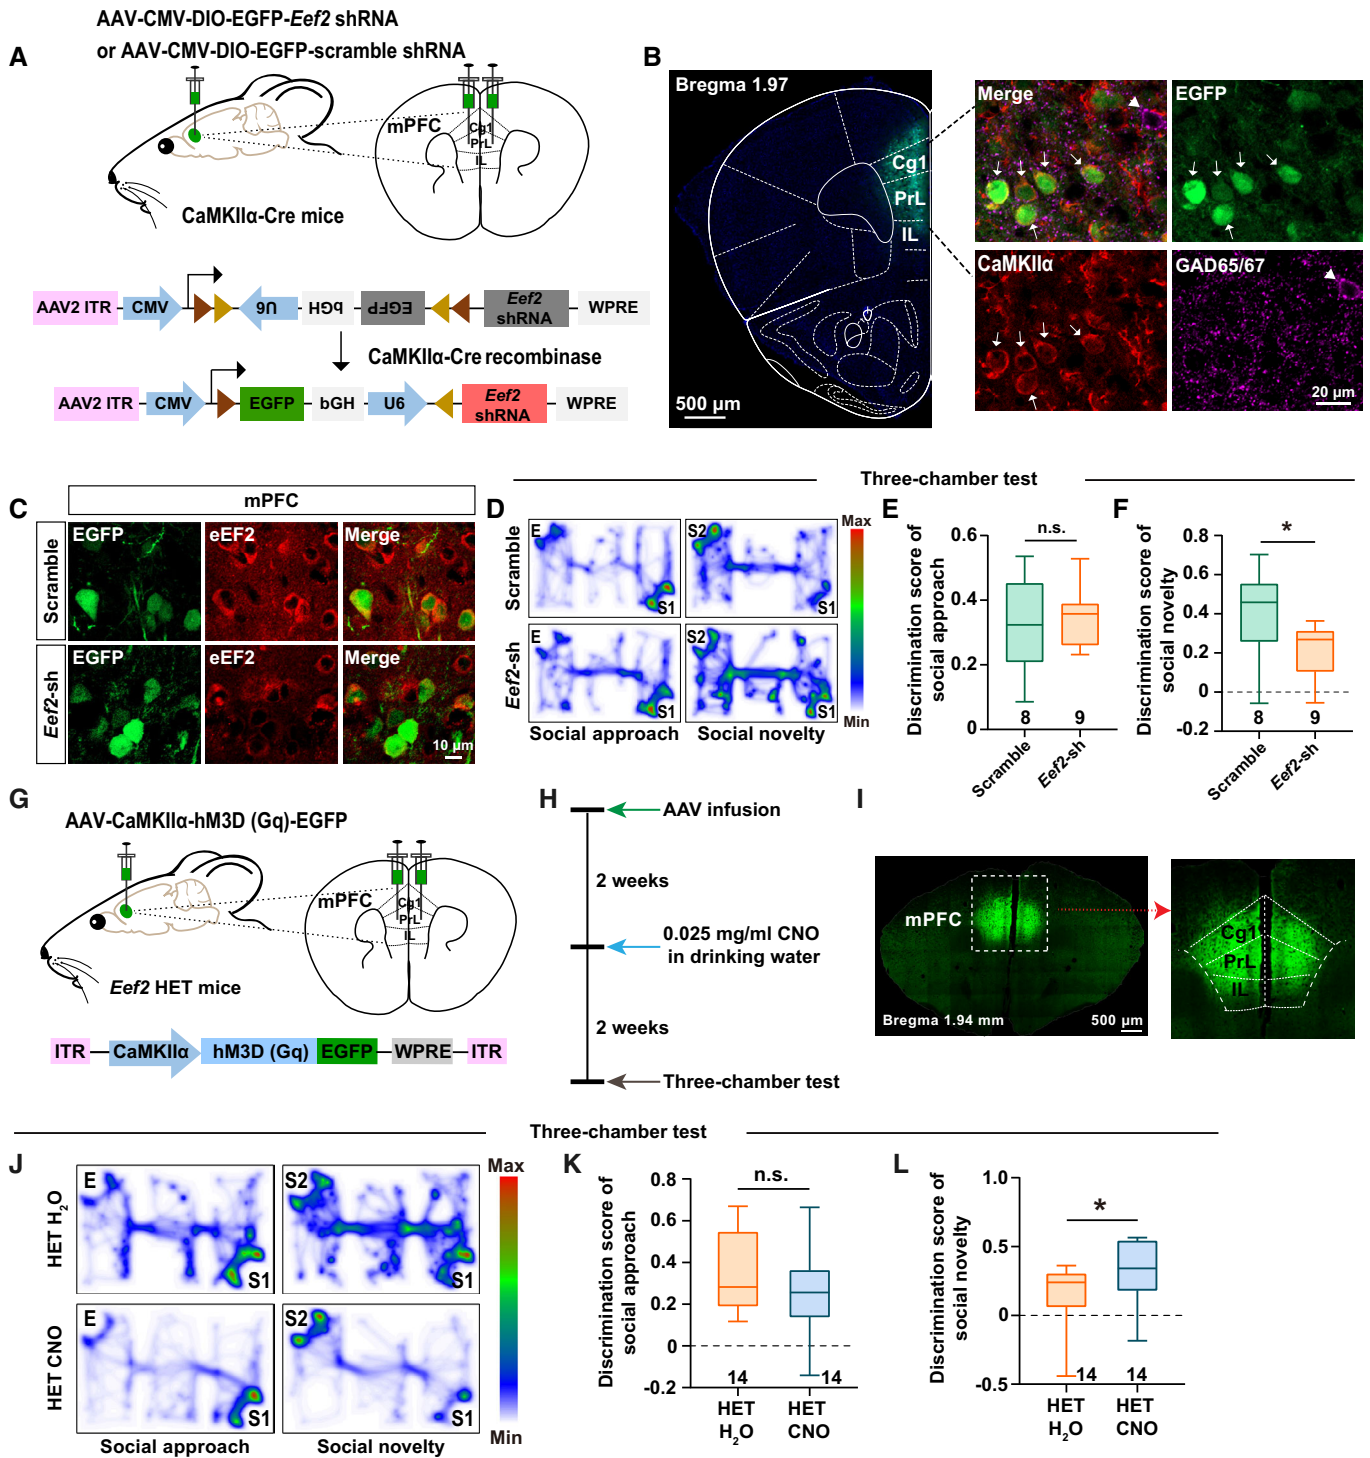 AAV-CMV-DIO-EGFP-Eef2 shRNA
or AAV-CMV-DIO-EGFP-scramble shRNA
A
mPFC
Cg1
PrL
IL
CaMKIIα-Cre mice
AAV2 ITR
CMV
U6
bGH
EGFP
Eef2
shRNA
WPRE
CaMKIIα-Cre recombinase
AAV2 ITR
CMV
EGFP
bGH
U6
Eef2
shRNA
WPRE
B
Bregma 1.97
Cg1
PrL
IL
500 µm
Merge
EGFP
CaMKIIα
GAD65/67
20 µm
C
mPFC
Scramble
EGFP
eEF2
Merge
Eef2-sh
EGFP
eEF2
Merge
10 µm
Three-chamber test
D
Scramble
E
S1
S2
S1
Eef2-sh
E
S1
S2
S1
Social approach
Social novelty
Max
Min
E
Discrimination score of
social approach
0.6
0.4
0.2
0
n.s.
8
9
Scramble
Eef2-sh
F
Discrimination score of
social novelty
0.8
0.6
0.4
0.2
0
-0.2
*
8
9
Scramble
Eef2-sh
G
AAV-CaMKIIα-hM3D (Gq)-EGFP
mPFC
Cg1
PrL
IL
Eef2 HET mice
ITR
CaMKIIα
hM3D (Gq)
EGFP
WPRE
ITR
H
AAV infusion
2 weeks
0.025 mg/ml CNO
in drinking water
2 weeks
Three-chamber test
I
mPFC
Bregma 1.94 mm
500 µm
Cg1
PrL
IL
Three-chamber test
J
HET H2O
E
S1
S2
S1
HET CNO
E
S1
S2
S1
Social approach
Social novelty
Max
Min
K
Discrimination score of
social approach
0.8
0.6
0.4
0.2
0
-0.2
n.s.
14
14
HET
H2O
HET
CNO
L
Discrimination score of
social novelty
1.0
0.5
0
-0.5
*
14
14
HET
H2O
HET
CNO